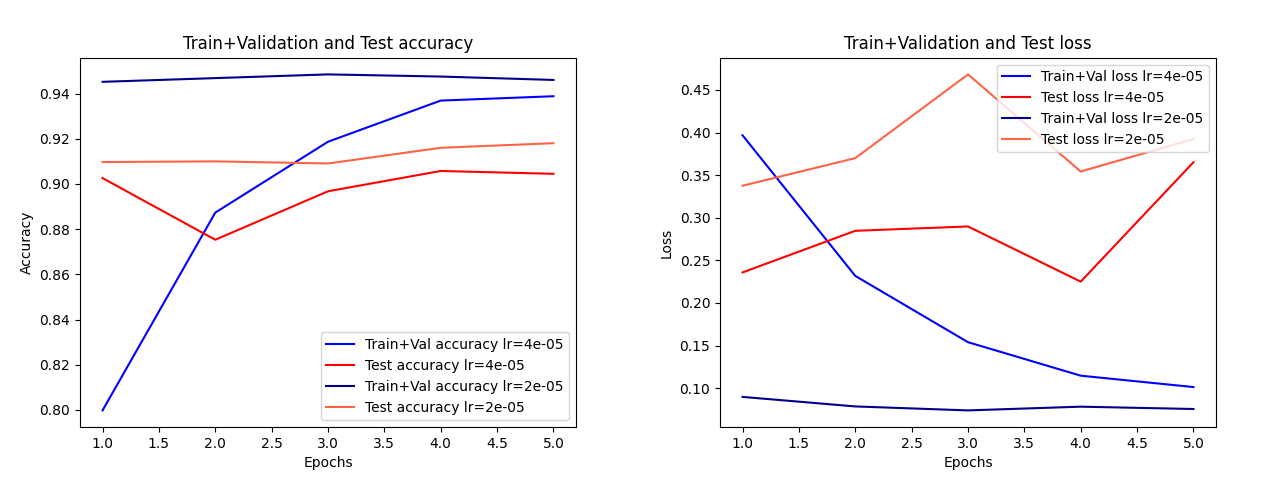 Train+Validation and Test accuracy
Accuracy
0.94
0.92
0.90
0.88
0.86
0.84
0.82
0.80
Train+Val accuracy lr=4e-05
Test accuracy lr=4e-05
Train+Val accuracy lr=2e-05
Test accuracy lr=2e-05
1.0 1.5 2.0 2.5 3.0 3.5 4.0 4.5 5.0
Epochs
Train+Validation and Test loss
Loss
0.45
0.40
0.35
0.30
0.25
0.20
0.15
0.10
Train+Val loss lr=4e-05
Test loss lr=4e-05
Train+Val loss lr=2e-05
Test loss lr=2e-05
1.0 1.5 2.0 2.5 3.0 3.5 4.0 4.5 5.0
Epochs